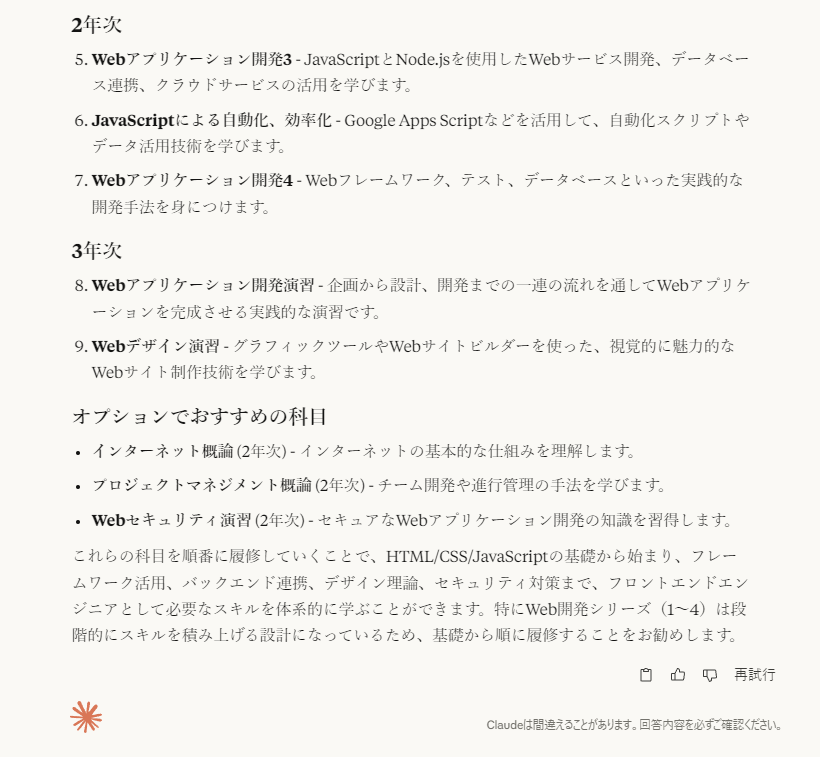 2年次
5. Webアプリケーション開発3 - JavaScriptとNode.jsを使用したWebサービス開発、データベー
ス連携、クラウドサービスの活用を学びます。
6. JavaScriptによる自動化、効率化 - Google Apps Scriptなどを活用して、自動化スクリプトや
データ活用技術を学びます。
7. Webアプリケーション開発4 - Webフレームワーク、テスト、データベースといった実践的な
開発手法を身につけます。
3年次
8. Webアプリケーション開発演習 - 企画から設計、開発までの一連の流れを通してWebアプリケ
ーションを完成させる実践的な演習です。
9. Webデザイン演習 - グラフィックツールやWebサイトビルダーを使った、視覚的に魅力的な
Webサイト制作技術を学びます。
オプションでおすすめの科目
• インターネット概論 (2年次) - インターネットの基本的な仕組みを理解します。
• プロジェクトマネジメント概論 (2年次) - チーム開発や進行管理の手法を学びます。
• Webセキュリティ演習 (2年次) - セキュアなWebアプリケーション開発の知識を習得します。
これらの科目を順番に履修していくことで、HTML/CSS/JavaScriptの基礎から始まり、フレー
ムワーク活用、バックエンド連携、デザイン理論、セキュリティ対策まで、フロントエンドエン
ジニアとして必要なスキルを体系的に学ぶことができます。特にWeb開発シリーズ（1〜4）は段
階的にスキルを積み上げる設計になっているため、基礎から順に履修することをお勧めします。
再試行
Claudeは間違えることがあります。回答内容を必ずご確認ください。